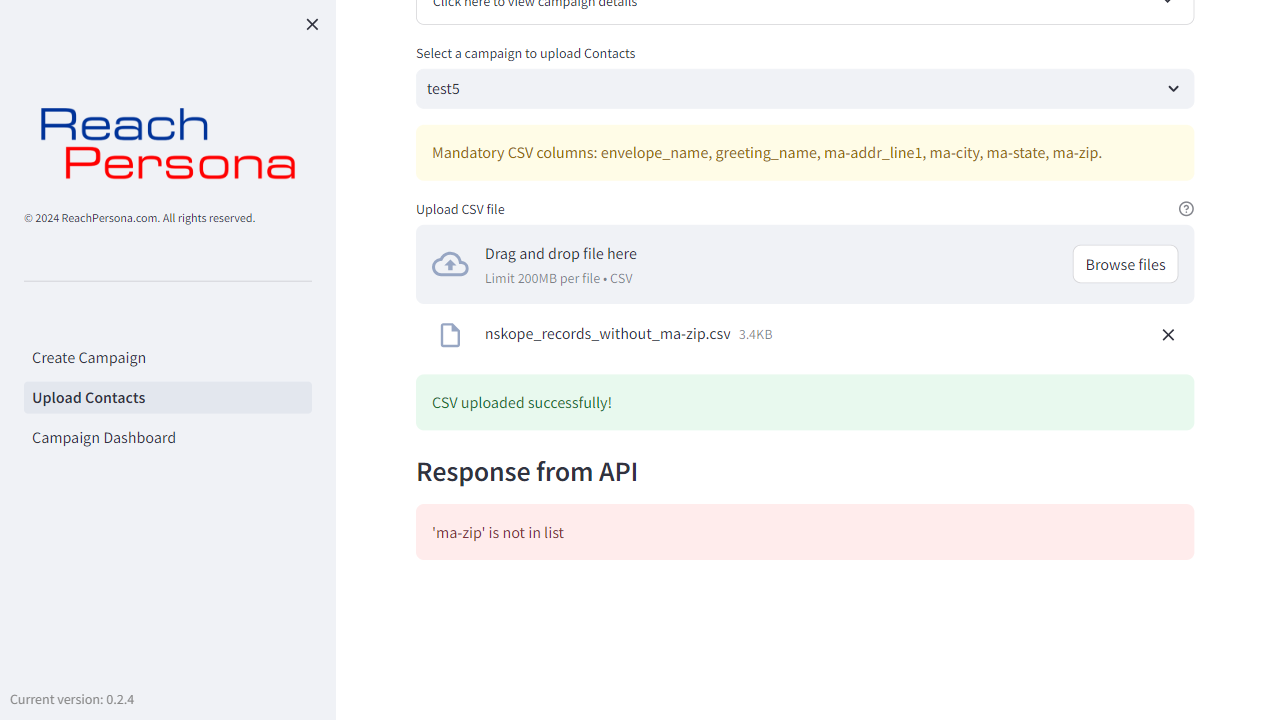 Reach
Persona
© 2024 ReachPersona.com. All rights reserved.
Create Campaign
Upload Contacts
Campaign Dashboard
Current version: 0.2.4
Click here to view campaign details
Select a campaign to upload Contacts
test5
Mandatory CSV columns: envelope_name, greeting_name, ma-addr_line1, ma-city, ma-state, ma-zip.
Upload CSV file
Drag and drop file here
Limit 200MB per file • CSV
Browse files
nskope_records_without_ma-zip.csv 3.4KB
CSV uploaded successfully!
Response from API
'ma-zip' is not in list